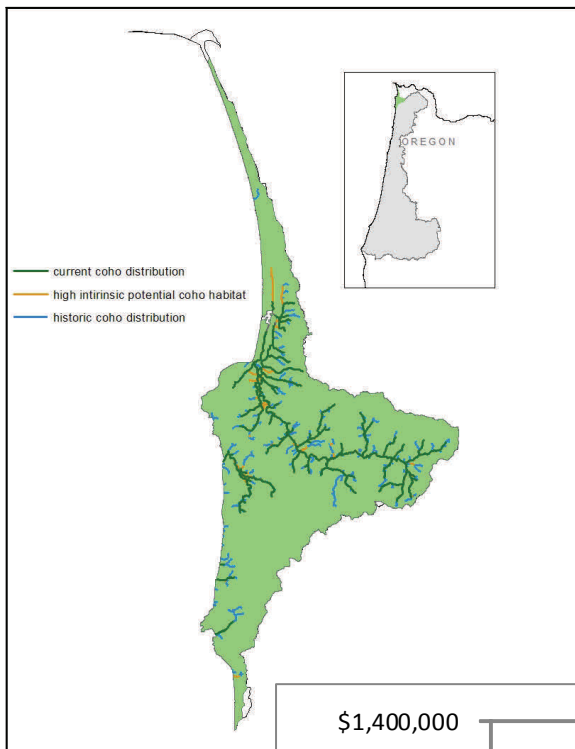 OREGON
current coho distribution
high intirinsic potential coho habitat
historic coho distribution
$1,400,000